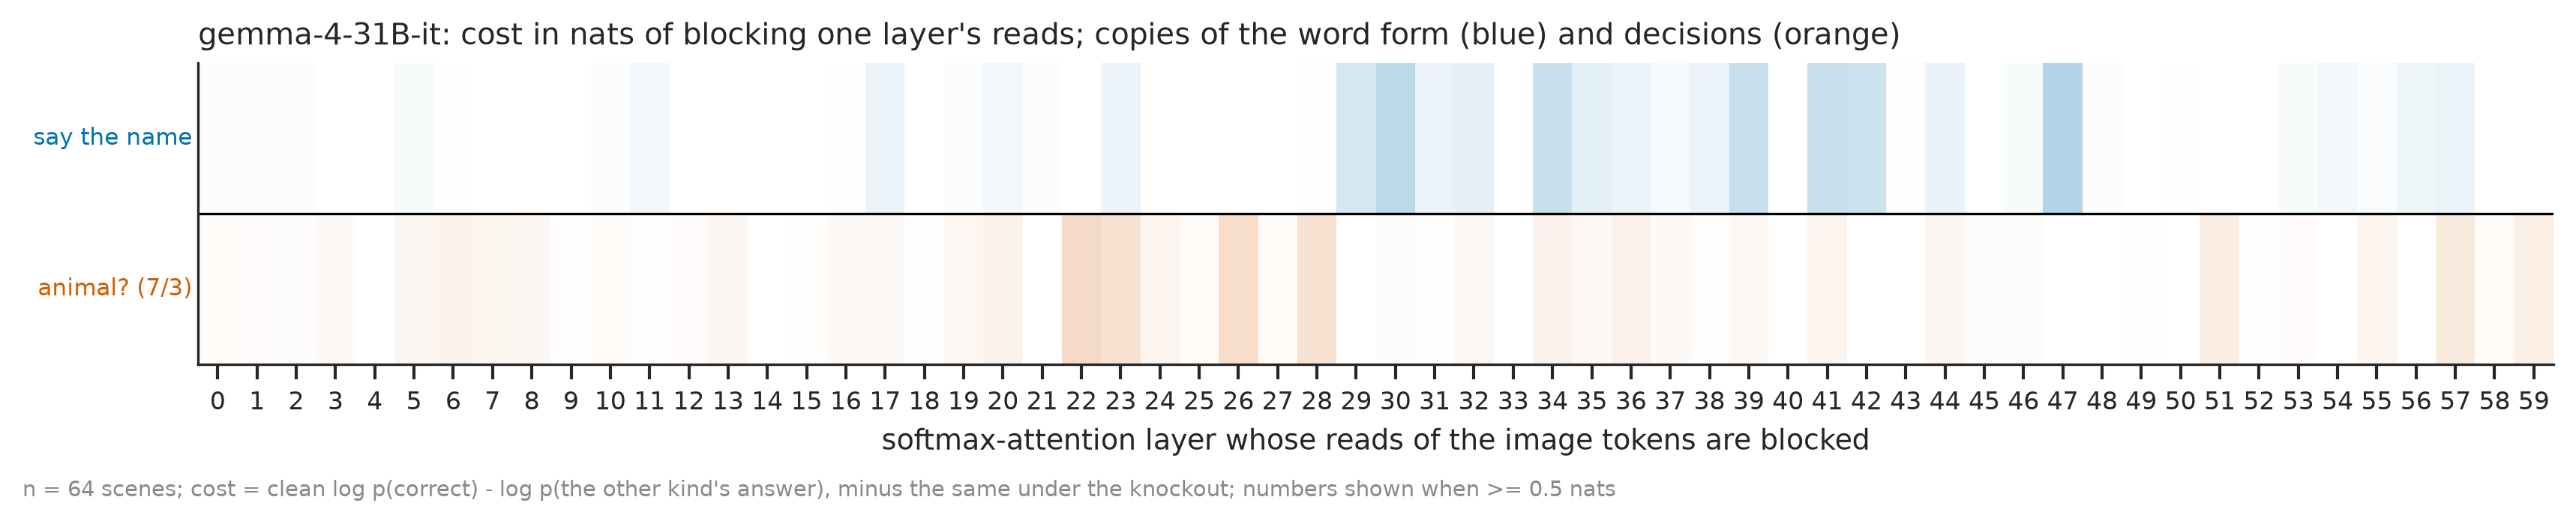 gemma-4-31B-it: cost in nats of blocking one layer's reads; copies of the word form (blue) and decisions (orange)
say the name
animal? (7/3)
0 1 2 3 4 5 6 7 8 9 10 11 12 13 14 15 16 17 18 19 20 21 22 23 24 25 26 27 28 29 30 31 32 33 34 35 36 37 38 39 40 41 42 43 44 45 46 47 48 49 50 51 52 53 54 55 56 57 58 59
softmax-attention layer whose reads of the image tokens are blocked
n = 64 scenes; cost = clean log p(correct) - log p(the other kind's answer), minus the same under the knockout; numbers shown when >= 0.5 nats